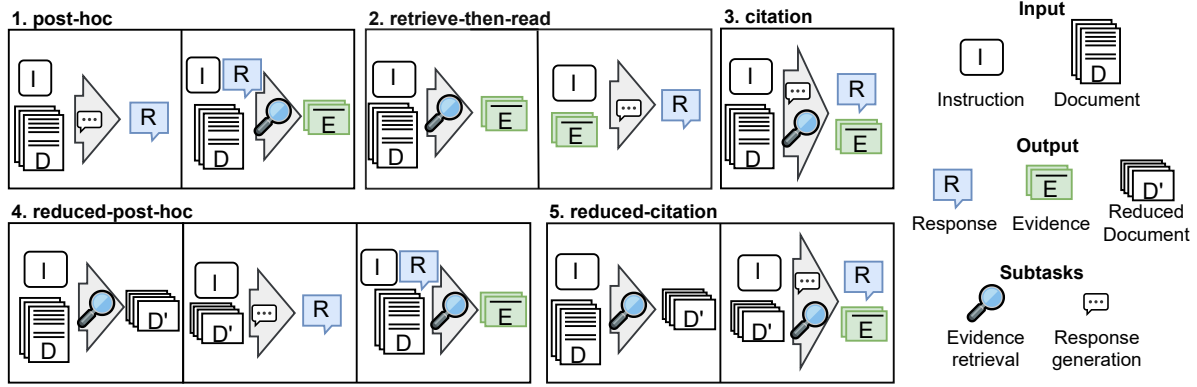 1. post-hoc
I
D
R
I
R
D
E
2. retrieve-then-read
I
D
E
I
E
R
3. citation
I
D
R
E
4. reduced-post-hoc
I
D
D'
I
D'
R
I
R
D
E
5. reduced-citation
I
D
D'
I
D'
R
E
Input
I
D
Instruction
Document
Output
R
E
D'
Response
Evidence
Reduced
Document
Subtasks
Evidence
retrieval
Response
generation